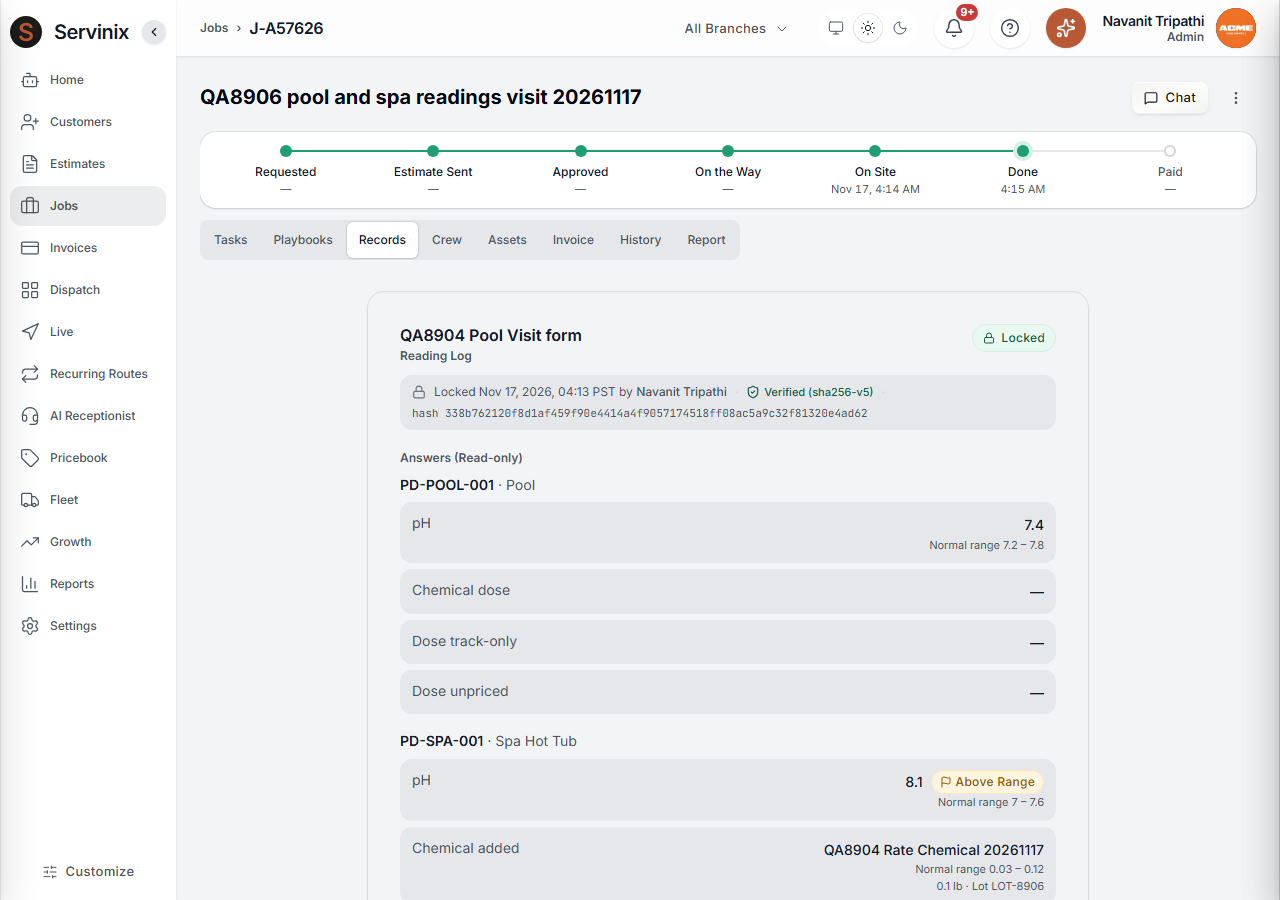 S Servinix
Jobs › J-A57626
All Branches
9+
Navanit Tripathi
Admin
ACME
Home
Customers
Estimates
Jobs
Invoices
Dispatch
Live
Recurring Routes
AI Receptionist
Pricebook
Fleet
Growth
Reports
Settings
Customize
QA8906 pool and spa readings visit 20261117
Chat
Requested
—
Estimate Sent
—
Approved
—
On the Way
—
On Site
Nov 17, 4:14 AM
Done
4:15 AM
Paid
—
Tasks Playbooks Records Crew Assets Invoice History Report
QA8904 Pool Visit form
Locked
Reading Log
Locked Nov 17, 2026, 04:13 PST by Navanit Tripathi · Verified (sha256-v5) ·
hash 338b762120f8d1af459f90e4414a4f9057174518ff08ac5a9c32f81320e4ad62
Answers (Read-only)
PD-POOL-001 · Pool
pH 7.4
Normal range 7.2 – 7.8
Chemical dose —
Dose track-only —
Dose unpriced —
PD-SPA-001 · Spa Hot Tub
pH 8.1 Above Range
Normal range 7 – 7.6
Chemical added QA8904 Rate Chemical 20261117
Normal range 0.03 – 0.12
0.1 lb · Lot LOT-8906